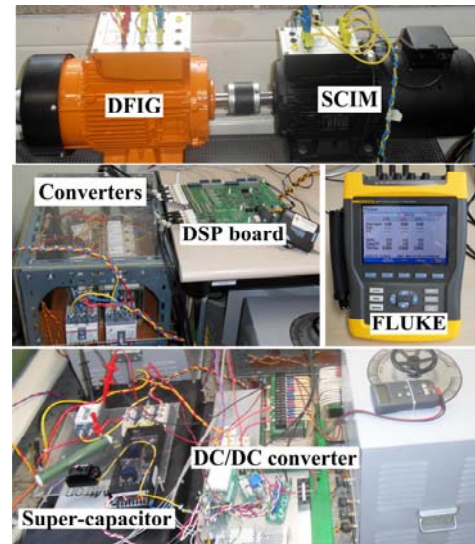 DFIG
SCIM
Converters
DSP board
FLUKE
DC/DC converter
Super-capacitor